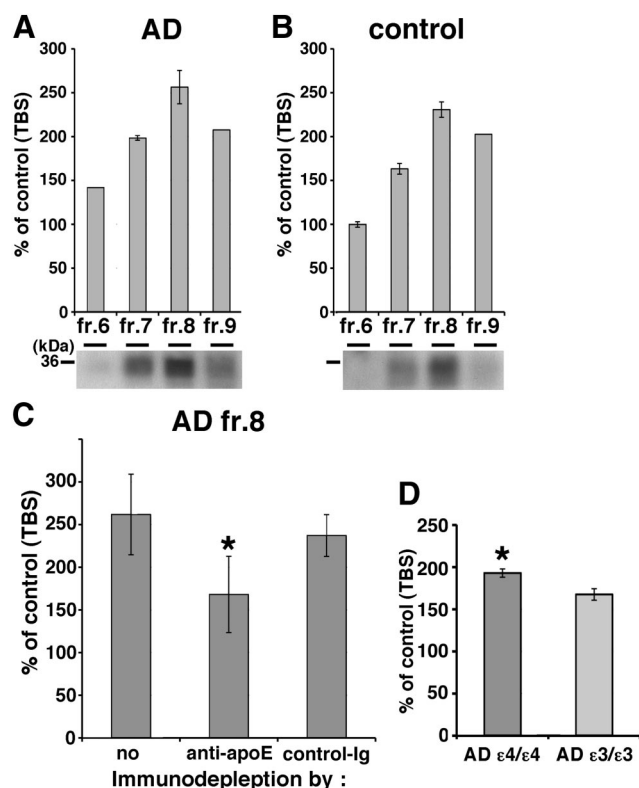 A AD
% of control (TBS)
300
250
200
150
100
50
0
fr.6 fr.7 fr.8 fr.9
(kDa)
36
B control
% of control (TBS)
300
250
200
150
100
50
0
fr.6 fr.7 fr.8 fr.9
C AD fr.8
% of control (TBS)
300
250
200
150
100
50
0
*
no anti-apoE control-Ig
Immunodepletion by :
D
% of control (TBS)
250
200
150
100
50
0
*
AD ε4/ε4 AD ε3/ε3